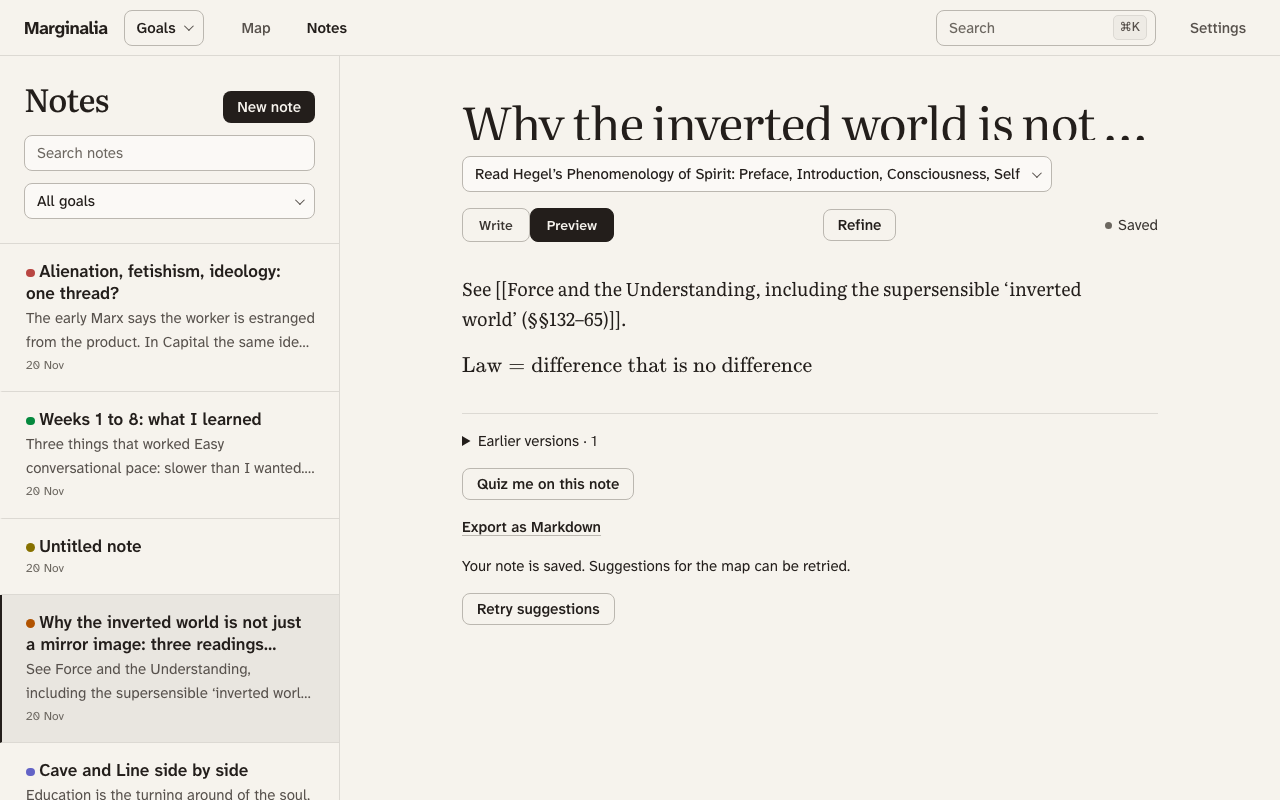 Marginalia
Goals
Map
Notes
Search
⌘K
Settings
Notes
New note
Search notes
All goals
Alienation, fetishism, ideology:
one thread?
The early Marx says the worker is estranged
from the product. In Capital the same ide...
20 Nov
Weeks 1 to 8: what I learned
Three things that worked Easy
conversational pace: slower than I wanted....
20 Nov
Untitled note
20 Nov
Why the inverted world is not just
a mirror image: three readings...
See Force and the Understanding,
including the supersensible ‘inverted worl...
20 Nov
Cave and Line side by side
Education is the turning around of the soul,
Why the inverted world is not ...
Read Hegel’s Phenomenology of Spirit: Preface, Introduction, Consciousness, Self
Write
Preview
Refine
Saved
See [[Force and the Understanding, including the supersensible ‘inverted
world’ (§§132–65)]].
Law = difference that is no difference
Earlier versions · 1
Quiz me on this note
Export as Markdown
Your note is saved. Suggestions for the map can be retried.
Retry suggestions